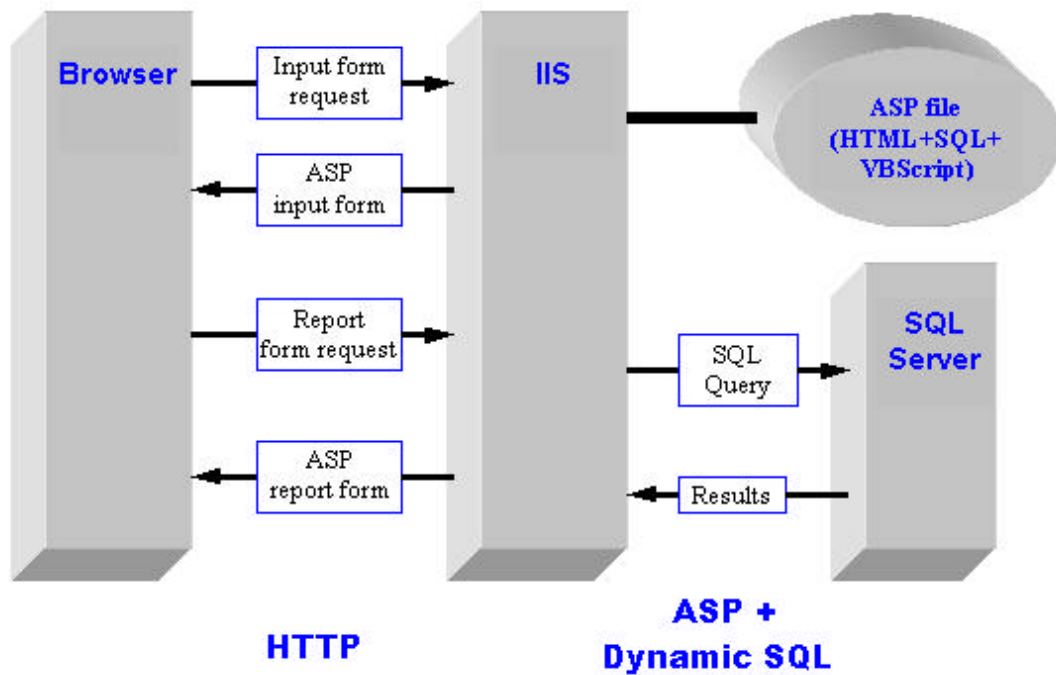 Browser
Input form
request
IIS
ASP file
(HTML+SQL+
VBScript)
ASP
input form
Report
form request
SQL
Server
SQL
Query
ASP
report form
Results
HTTP
ASP +
Dynamic SQL